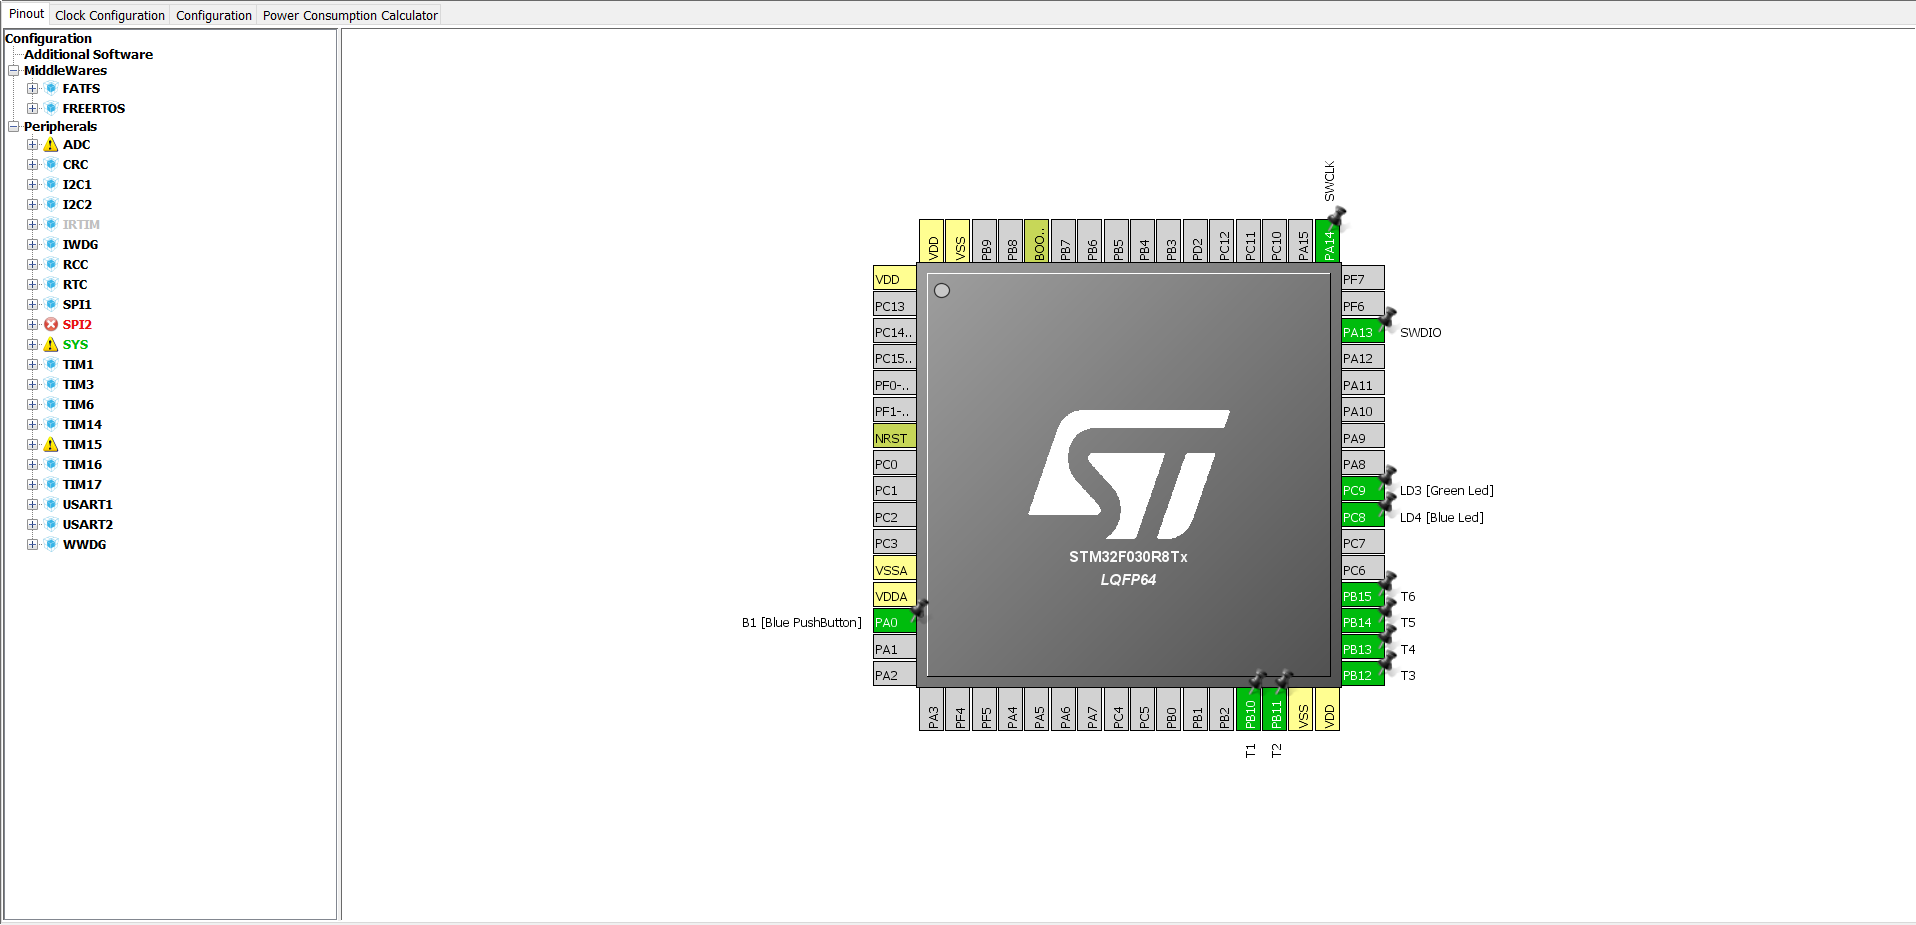 Pinout Clock Configuration Configuration Power Consumption Calculator
Configuration
Additional Software
MiddleWares
FATFS
FREERTOS
Peripherals
ADC
CRC
I2C1
I2C2
IRTIM
IWDG
RCC
RTC
SPI1
SPI2
SYS
TIM1
TIM3
TIM6
TIM14
TIM15
TIM16
TIM17
USART1
USART2
WWDG
SWCLK
VDD VSS PB9 PB8 BOO.. PB7 PB6 PB5 PB4 PB3 PD2 PC12 PC11 PC10 PA15 PA14
VDD
PC13
PC14..
PC15..
PF0-..
PF1-..
NRST
PC0
PC1
PC2
PC3
VSSA
VDDA
B1 [Blue PushButton] PA0
PA1
PA2
STM32F030R8Tx
LQFP64
PF7
PF6
PA13 SWDIO
PA12
PA11
PA10
PA9
PA8
PC9 LD3 [Green Led]
PC8 LD4 [Blue Led]
PC7
PC6
PB15 T6
PB14 T5
PB13 T4
PB12 T3
PA3 PF4 PF5 PA4 PA5 PA6 PA7 PC4 PC5 PB0 PB1 PB2 PB10 PB11 VSS VDD
T1 T2